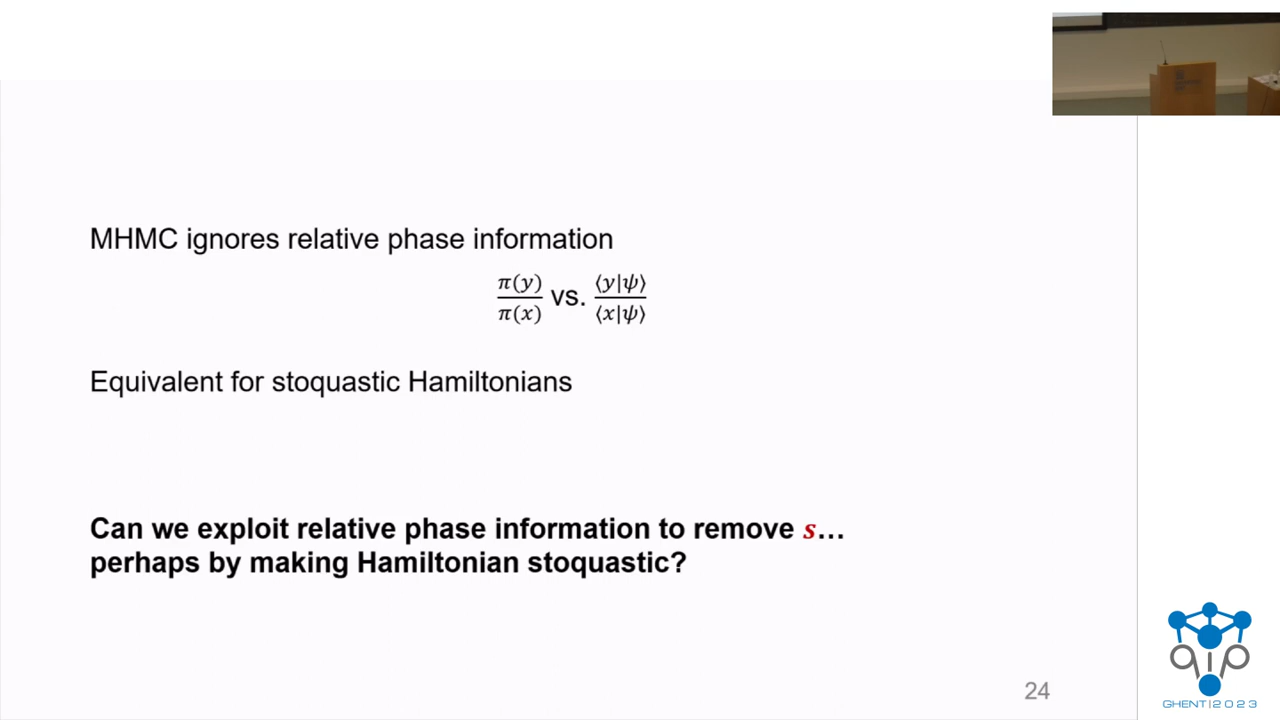 MHMC ignores relative phase information
π(y)/π(x) vs. ⟨y|ψ⟩/⟨x|ψ⟩
Equivalent for stoquastic Hamiltonians
Can we exploit relative phase information to remove s…
perhaps by making Hamiltonian stoquastic?
24
qip
GHENT|2023